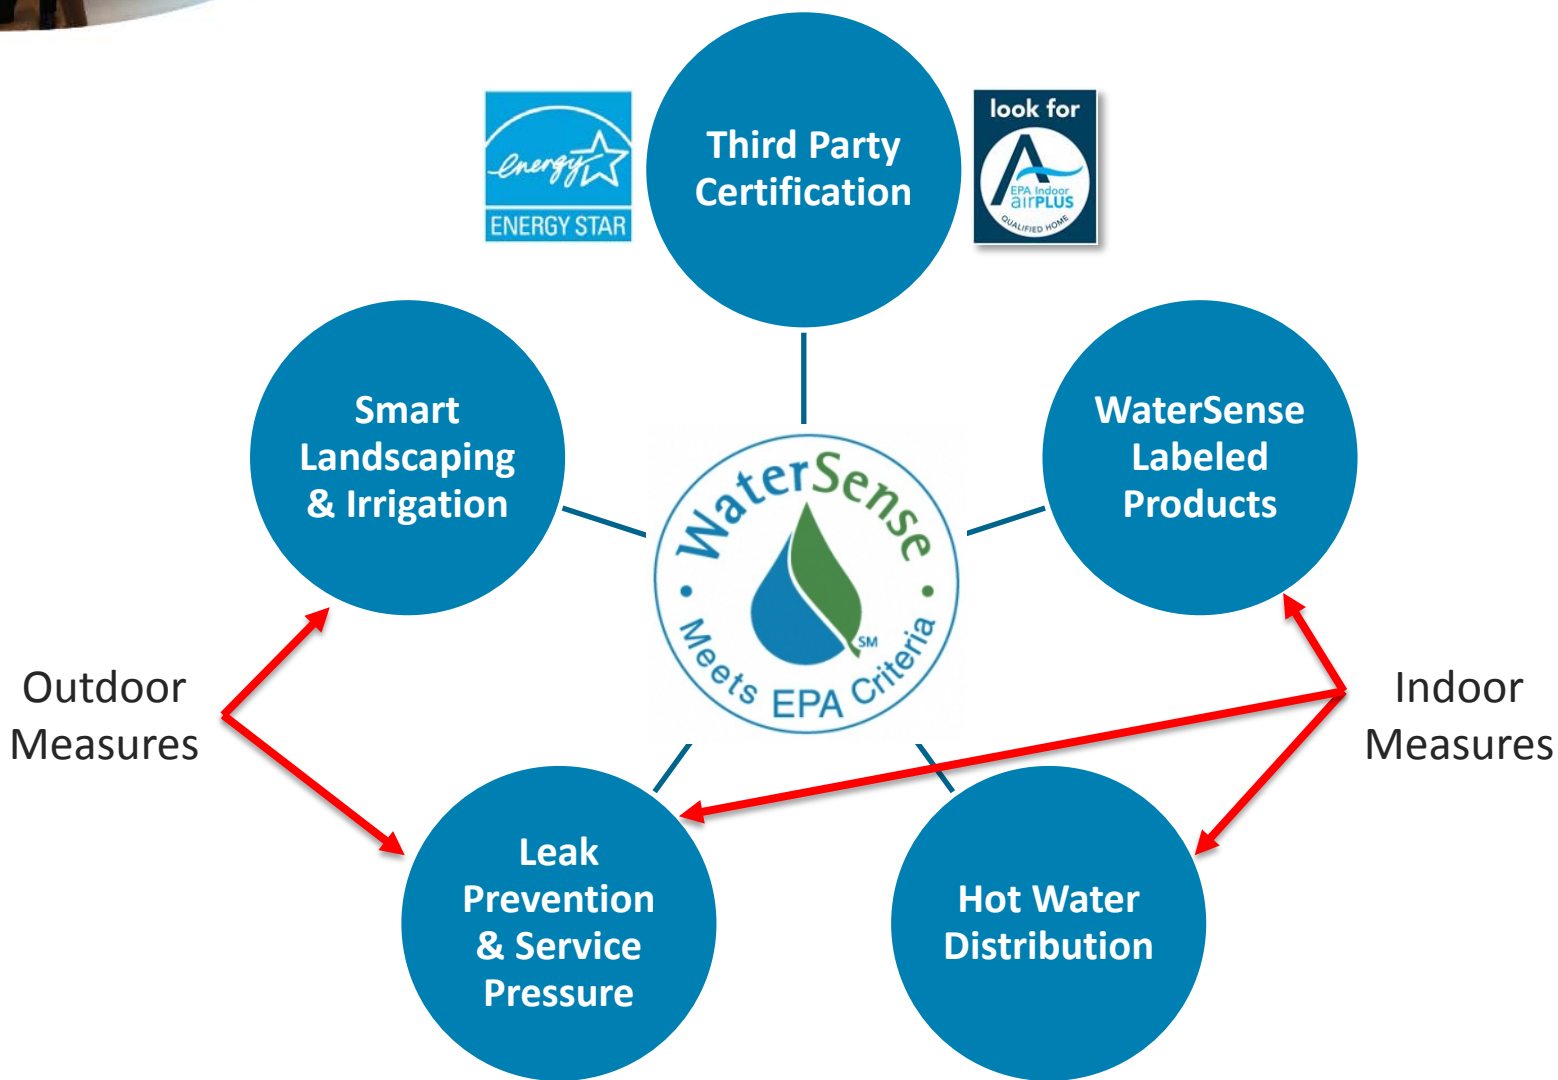 Third Party
Certification
energy
ENERGY STAR
look for
A
EPA Indoor
airPLUS
QUALIFIED HOME
Smart
Landscaping
& Irrigation
WaterSense
Labeled
Products
WaterSense
SM
Meets EPA Criteria
Outdoor
Measures
Indoor
Measures
Leak
Prevention
& Service
Pressure
Hot Water
Distribution